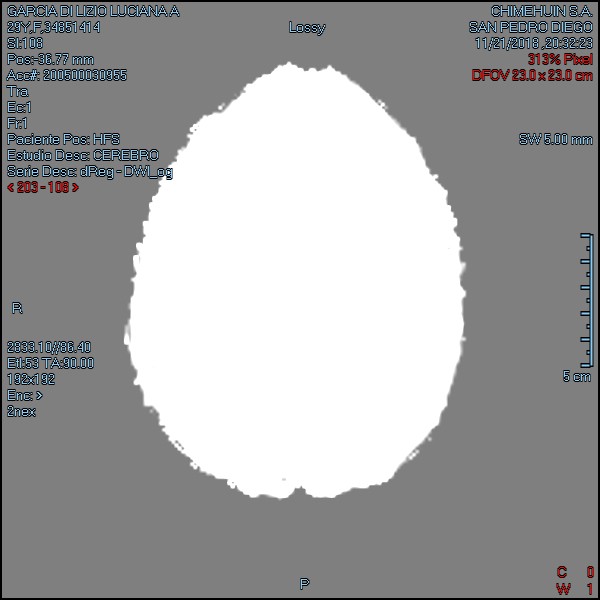 GARCIA DI LIZIO LUCIANA A
29Y,F,34851414
Sl:108
Pos:-36.77 mm
Acc#: 200500030955
Tra
Ec:1
Fr:1
Paciente Pos: HFS
Estudio Desc: CEREBRO
Serie Desc: dReg - DWI_og
< 203 - 108 >
Lossy
CHIMEHUIN S.A.
SAN PEDRO DIEGO
11/21/2018 ,20:32:23
313% Pixel
DFOV 23.0 x 23.0 cm
SW 5.00 mm
R
2833.10//86.40
Etl:53 TA:90.00
192x192
Enc: >
2nex
5 cm
P
C 0
W 1